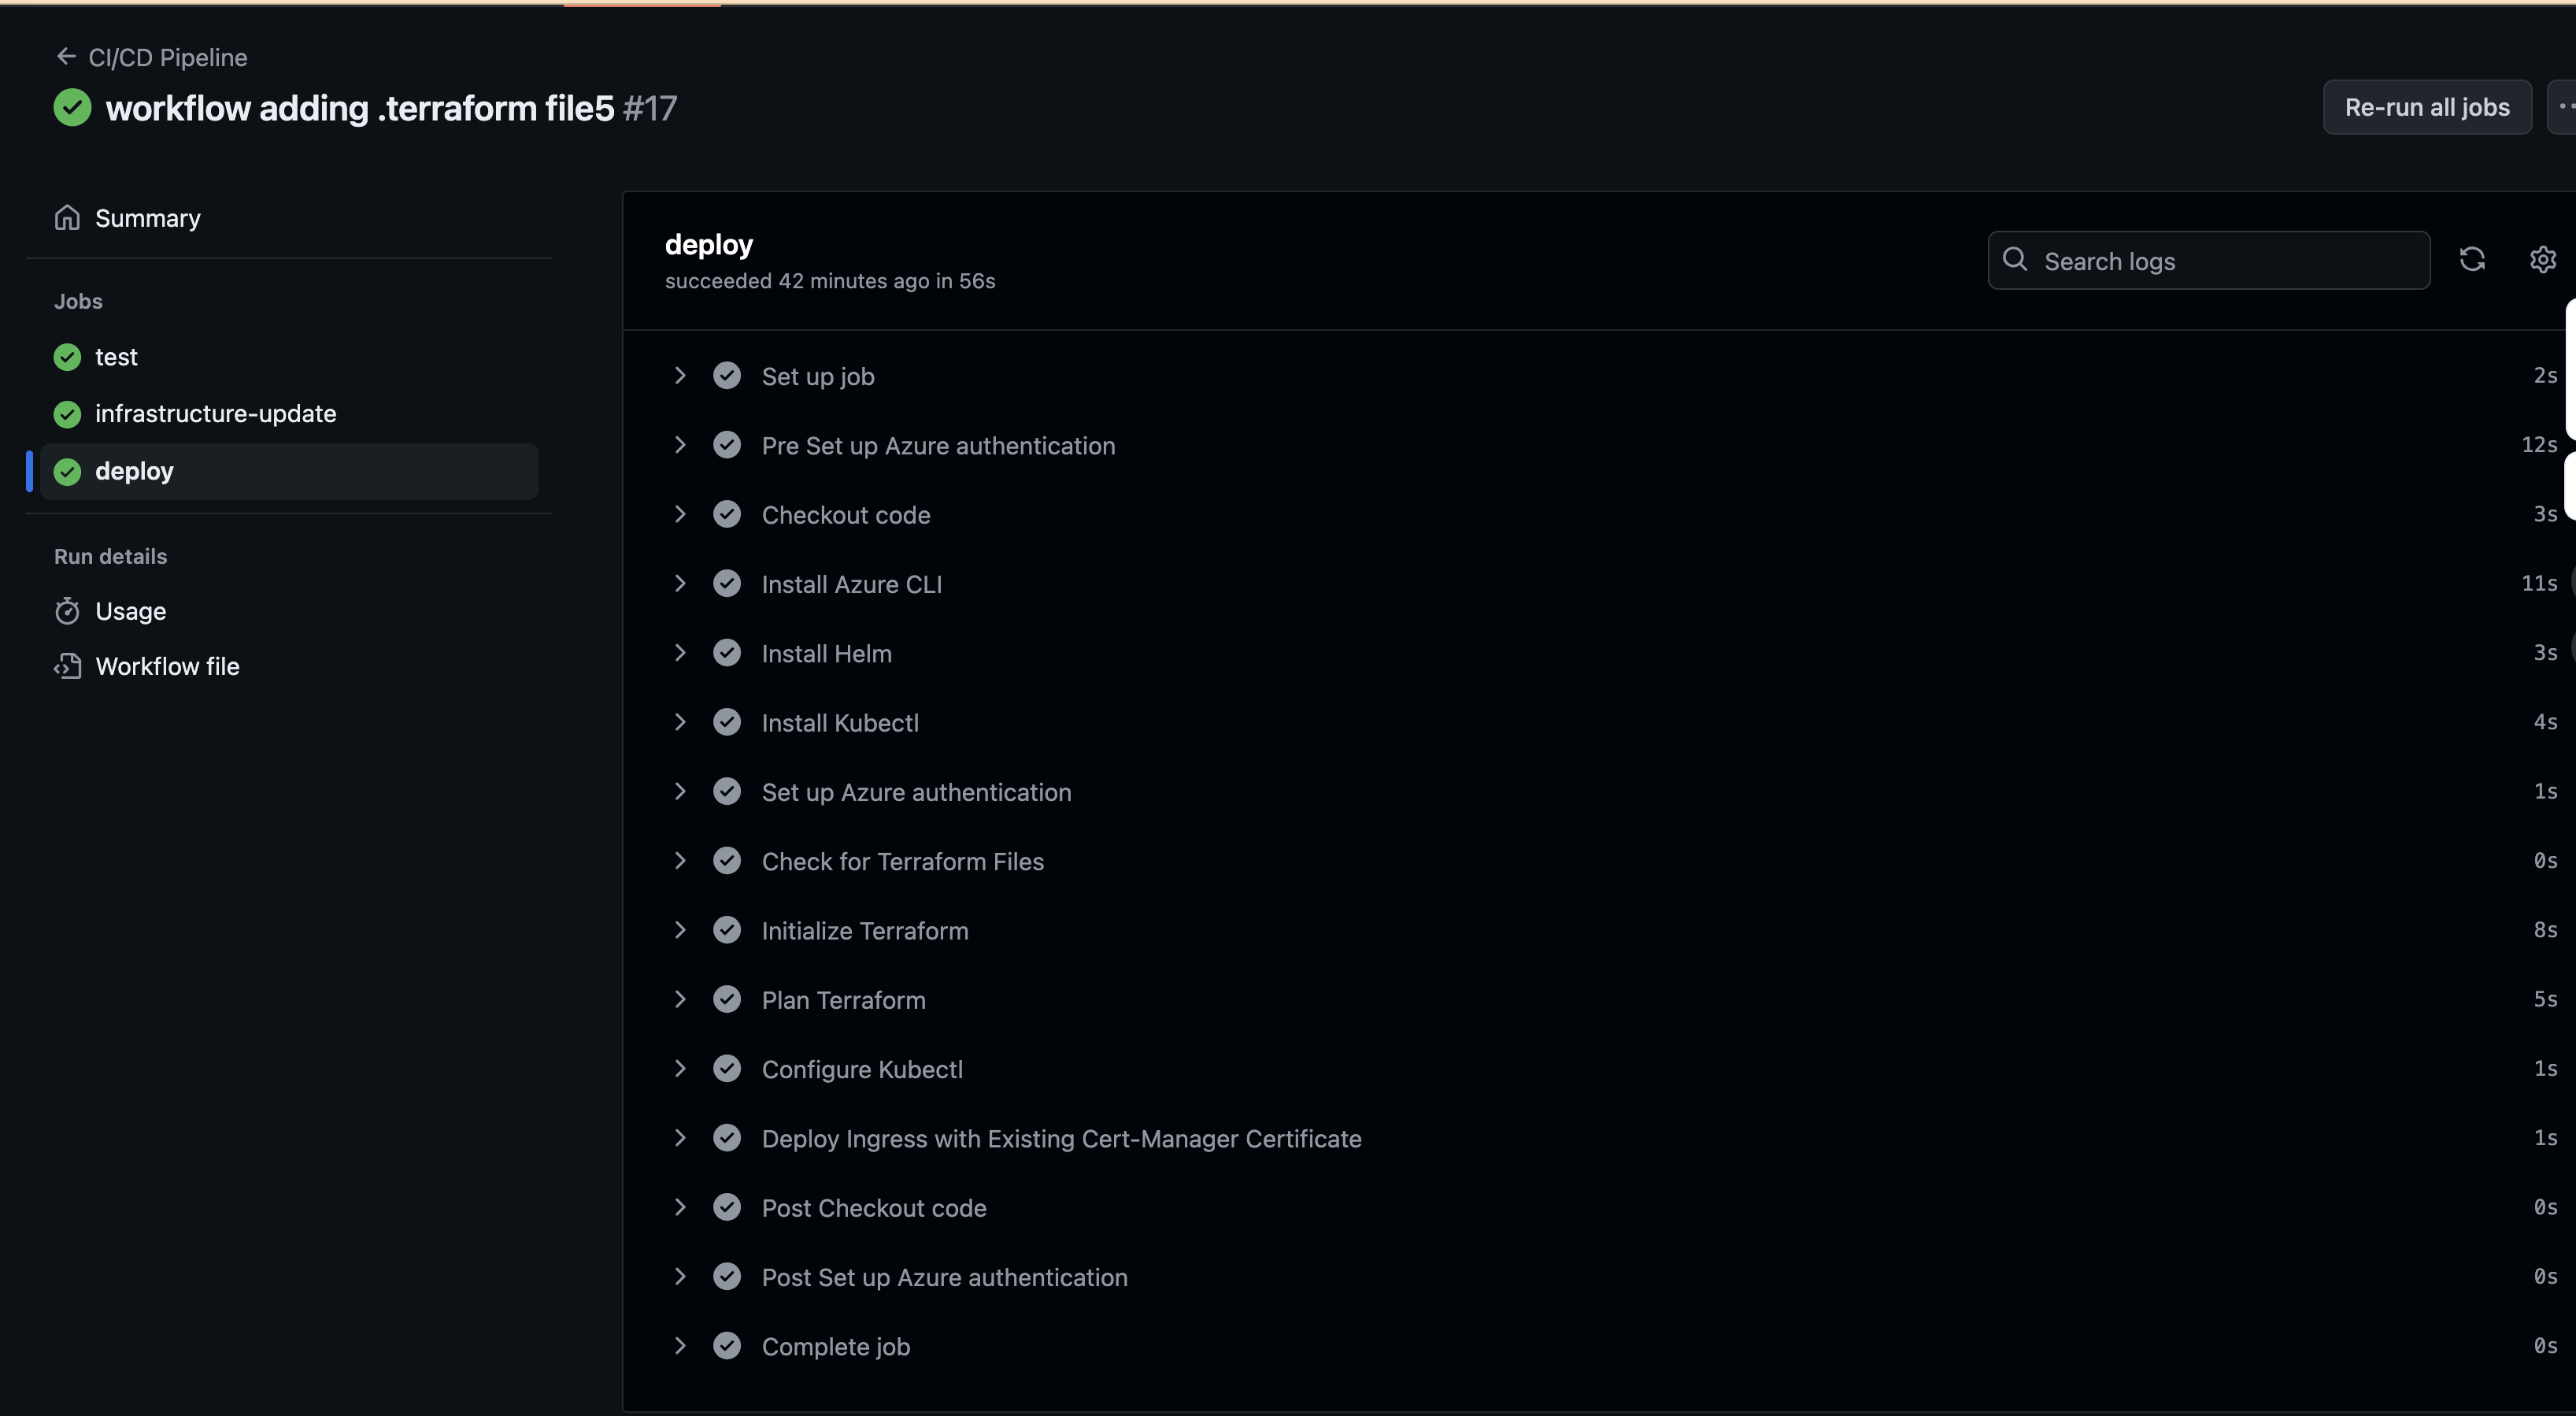 CI/CD Pipeline
workflow adding .terraform file5 #17
Re-run all jobs
Summary
Jobs
test
infrastructure-update
deploy
Run details
Usage
Workflow file
deploy
succeeded 42 minutes ago in 56s
Search logs
Set up job 2s
Pre Set up Azure authentication 12s
Checkout code 3s
Install Azure CLI 11s
Install Helm 3s
Install Kubectl 4s
Set up Azure authentication 1s
Check for Terraform Files 0s
Initialize Terraform 8s
Plan Terraform 5s
Configure Kubectl 1s
Deploy Ingress with Existing Cert-Manager Certificate 1s
Post Checkout code 0s
Post Set up Azure authentication 0s
Complete job 0s